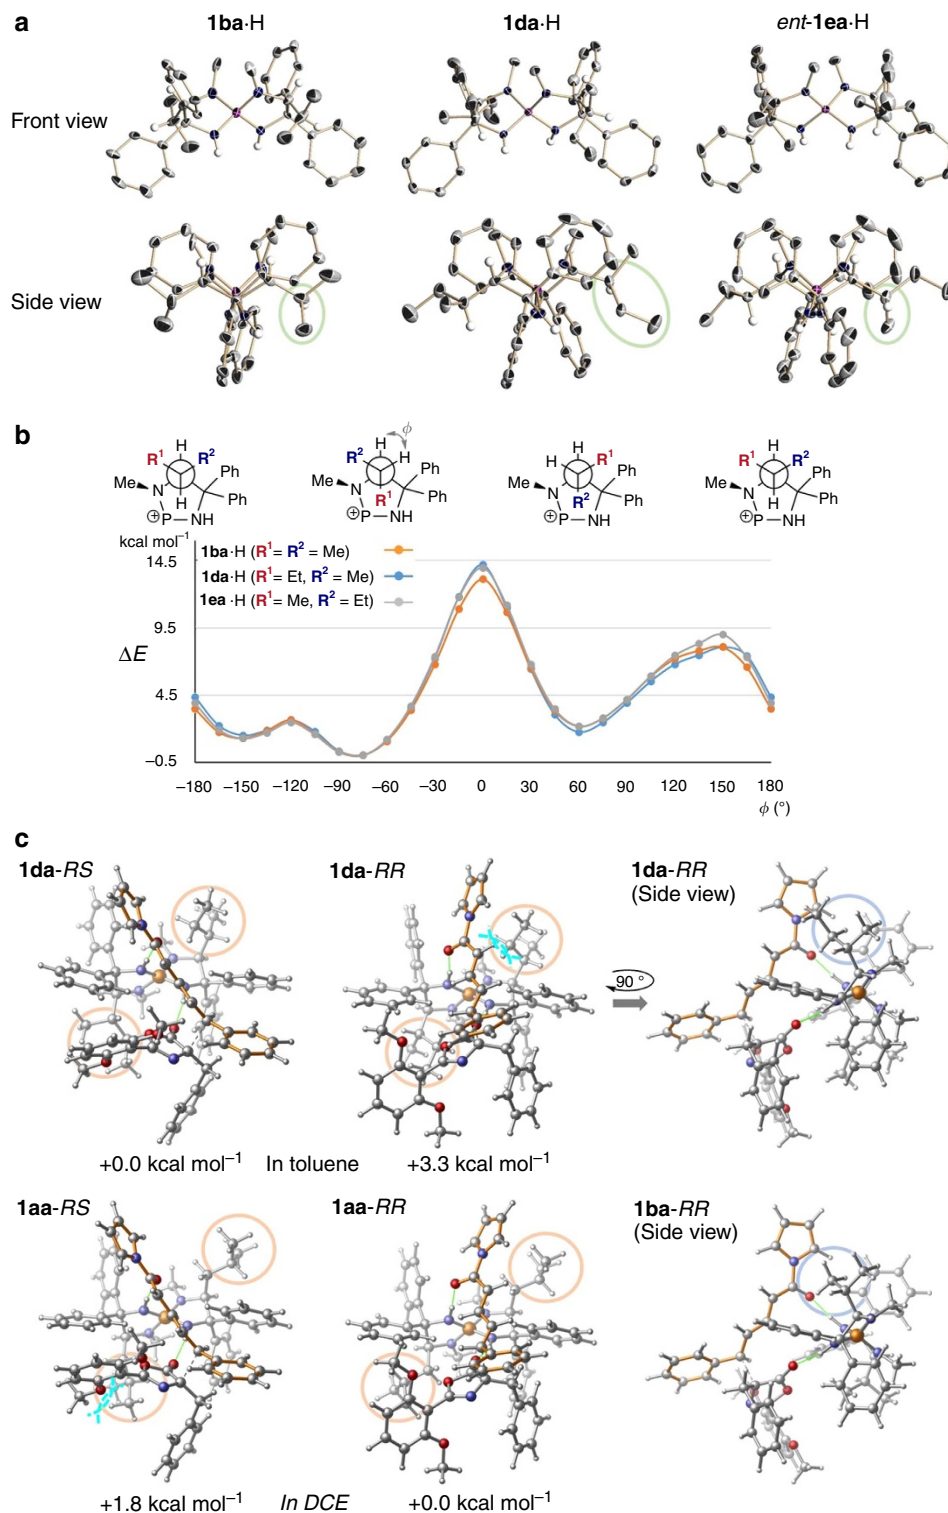 a
1ba·H 1da·H ent-1ea·H
Front view
Side view
b
ϕ
H H H H
R¹ R² R² H H R¹ R¹ R²
Ph Ph Ph
Me N H Ph Me N R¹ Ph Me N R² Ph Me N H Ph
Ph
⊕ P NH ⊕ P NH ⊕ P NH ⊕ P NH
kcal mol⁻¹
14.5
1ba·H (R¹= R² = Me)
1da·H (R¹= Et, R² = Me)
1ea·H (R¹= Me, R² = Et)
9.5
ΔE
4.5
–0.5
–180 –150 –120 –90 –60 –30 0 30 60 90 120 150 180
ϕ (°)
c
1da-RS 1da-RR 1da-RR
(Side view)
90 °
+0.0 kcal mol⁻¹ In toluene +3.3 kcal mol⁻¹
1aa-RS 1aa-RR 1ba-RR
(Side view)
+1.8 kcal mol⁻¹ In DCE +0.0 kcal mol⁻¹